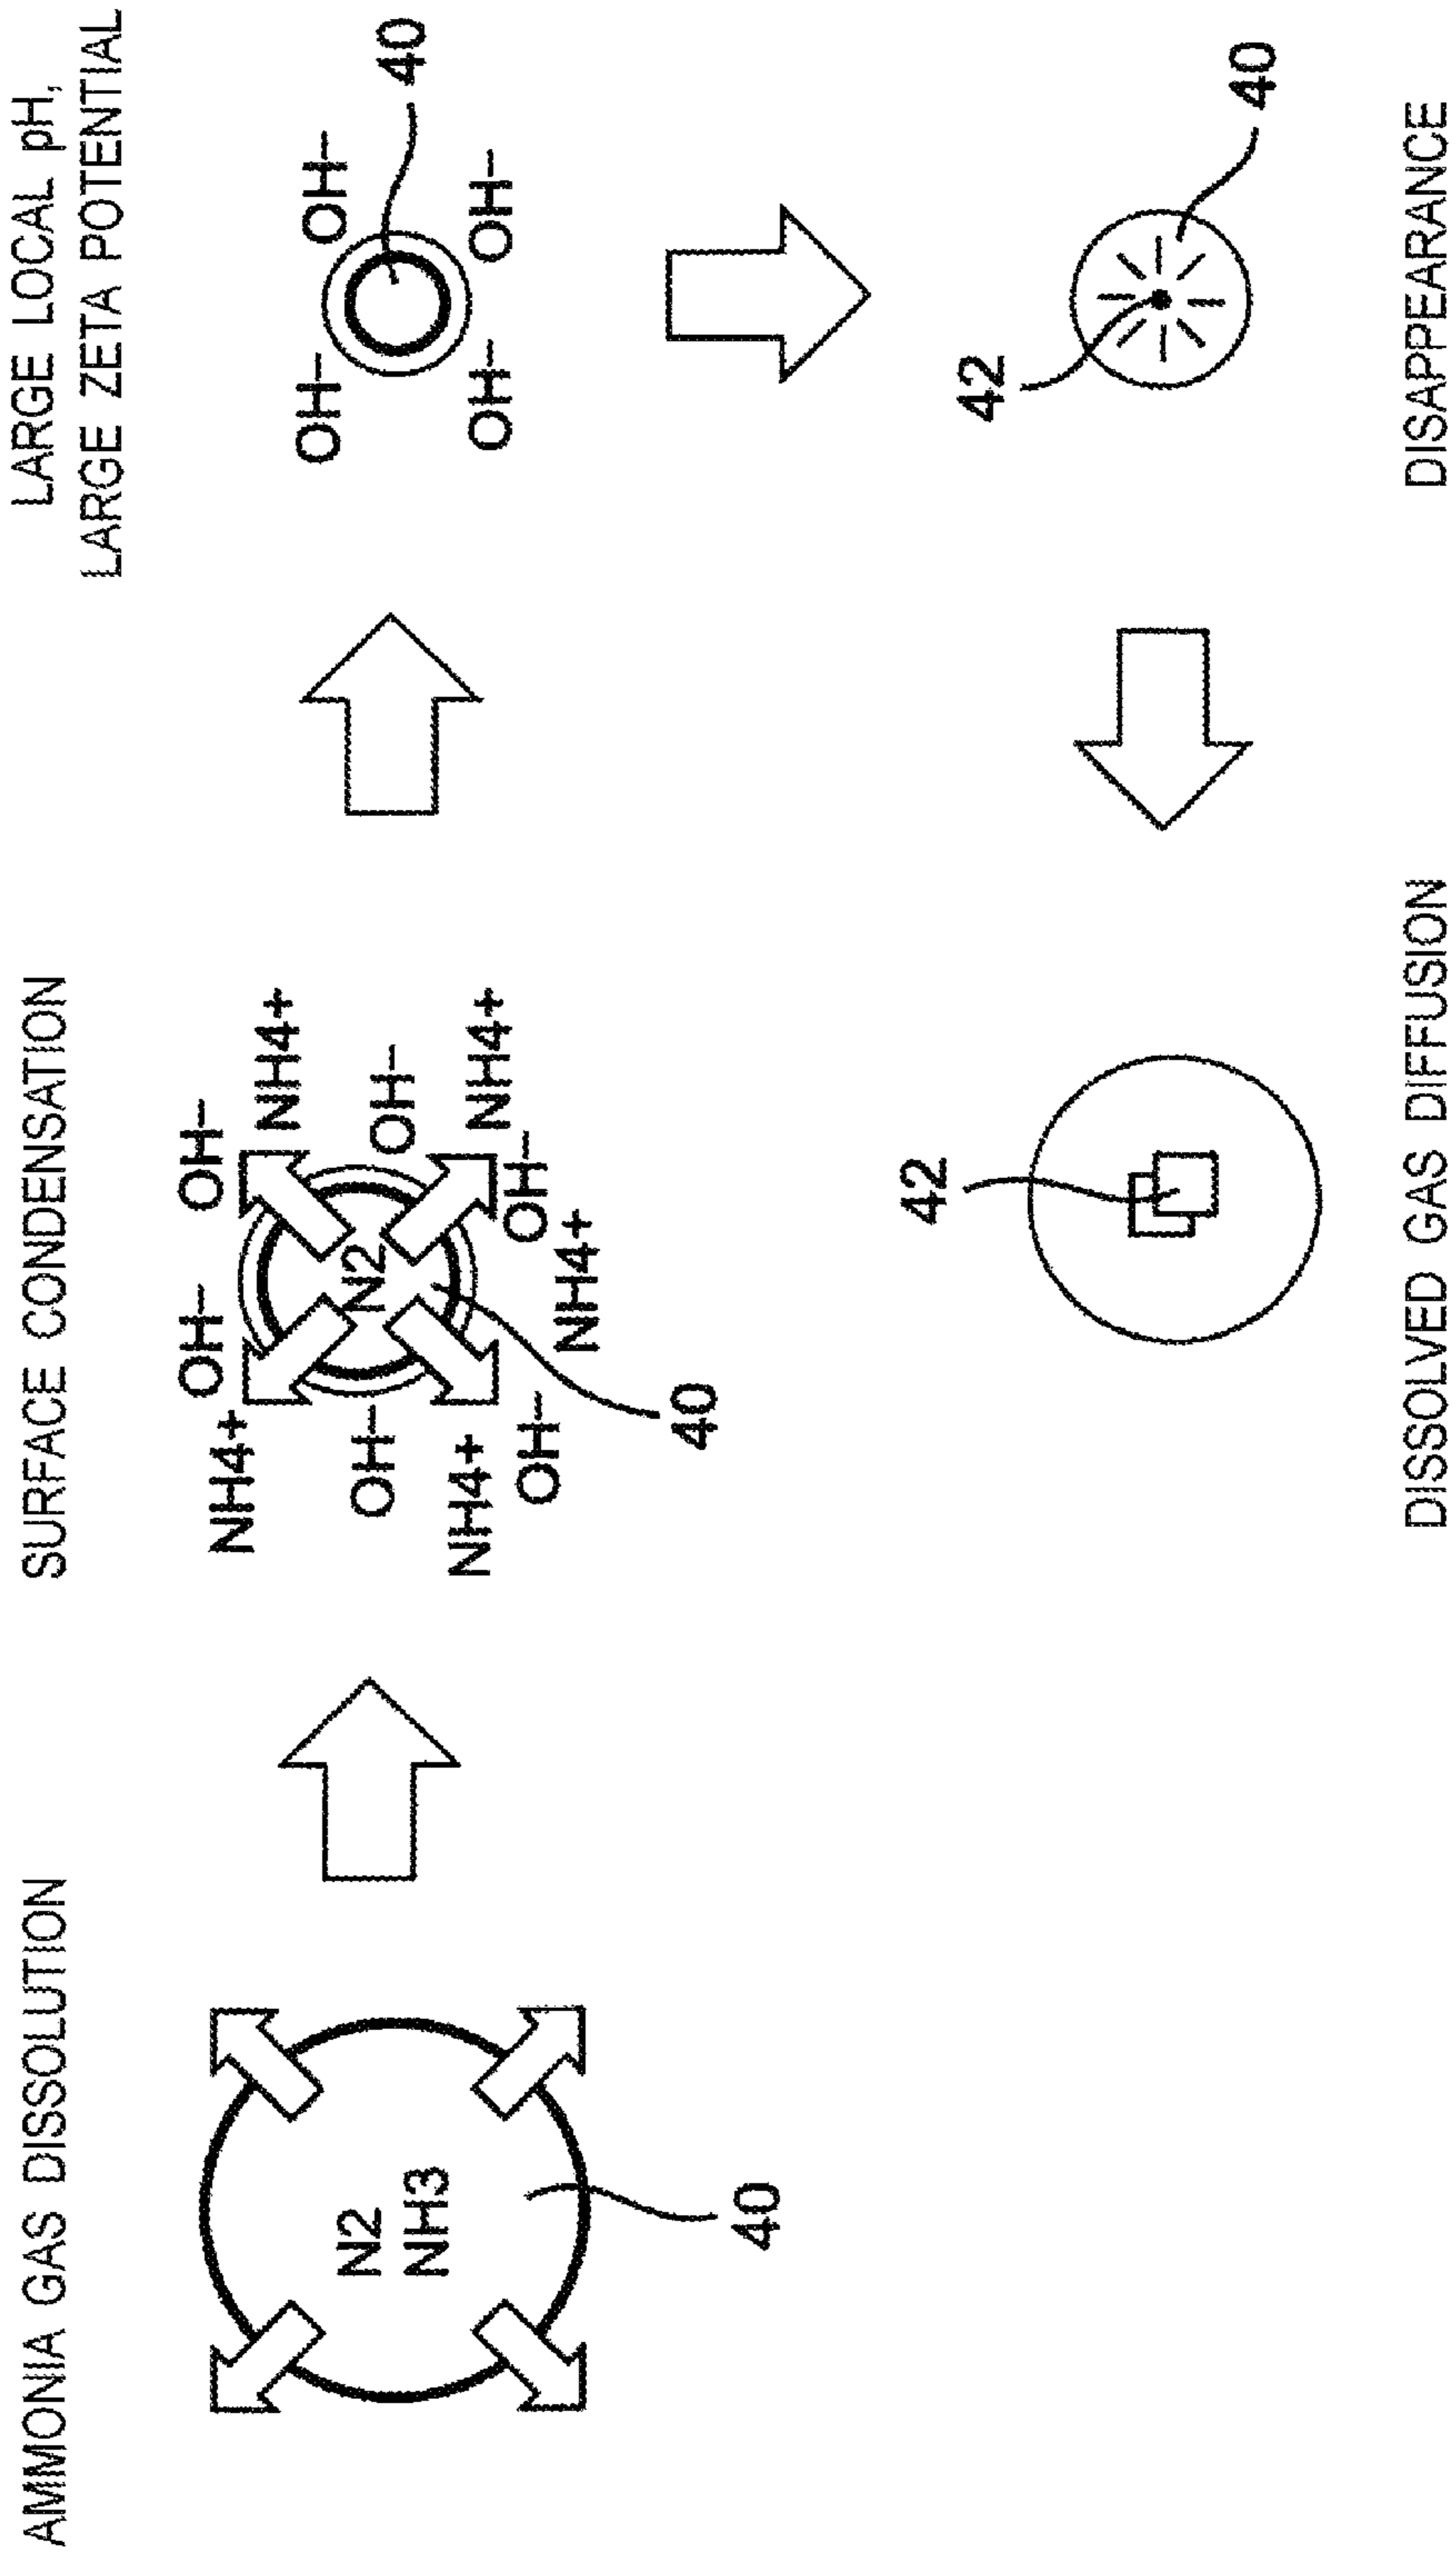 AMMONIA GAS DISSOLUTION
N2
NH3
40
SURFACE CONDENSATION
OH-
OH-
NH4+
NH4+
N2
OH-
OH-
NH4+
NH4+
OH-
OH-
NH4+
40
LARGE LOCAL pH,
LARGE ZETA POTENTIAL
OH-
OH-
40
OH-
OH-
42
40
DISAPPEARANCE
42
DISSOLVED GAS DIFFUSION